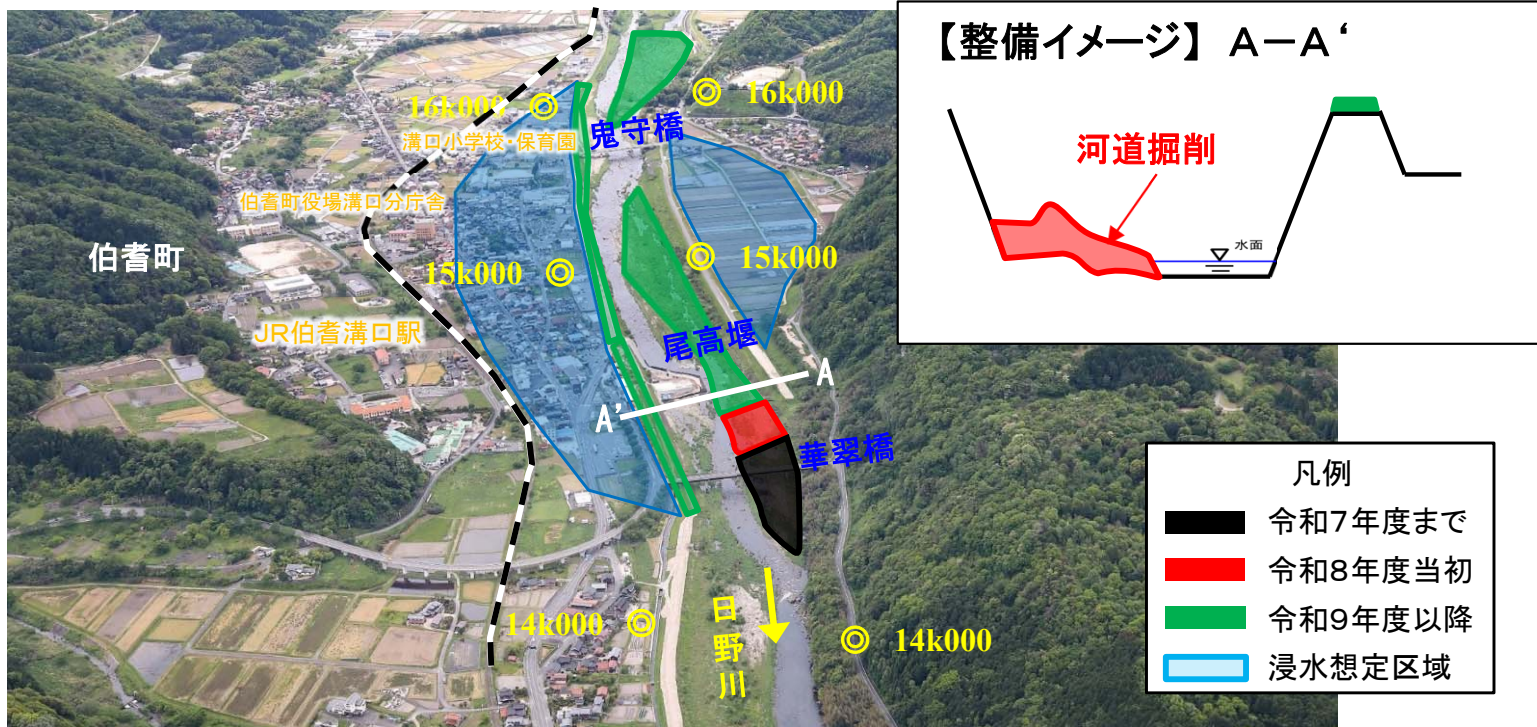 【整備イメージ】 A－A‘
河道掘削
水面
16k000
16k000
鬼守橋
溝口小学校・保育園
伯耆町役場溝口分庁舎
伯耆町
15k000
15k000
JR伯耆溝口駅
尾高堰
A
A'
華翠橋
14k000
14k000
日野川
凡例
令和７年度まで
令和８年度当初
令和９年度以降
浸水想定区域